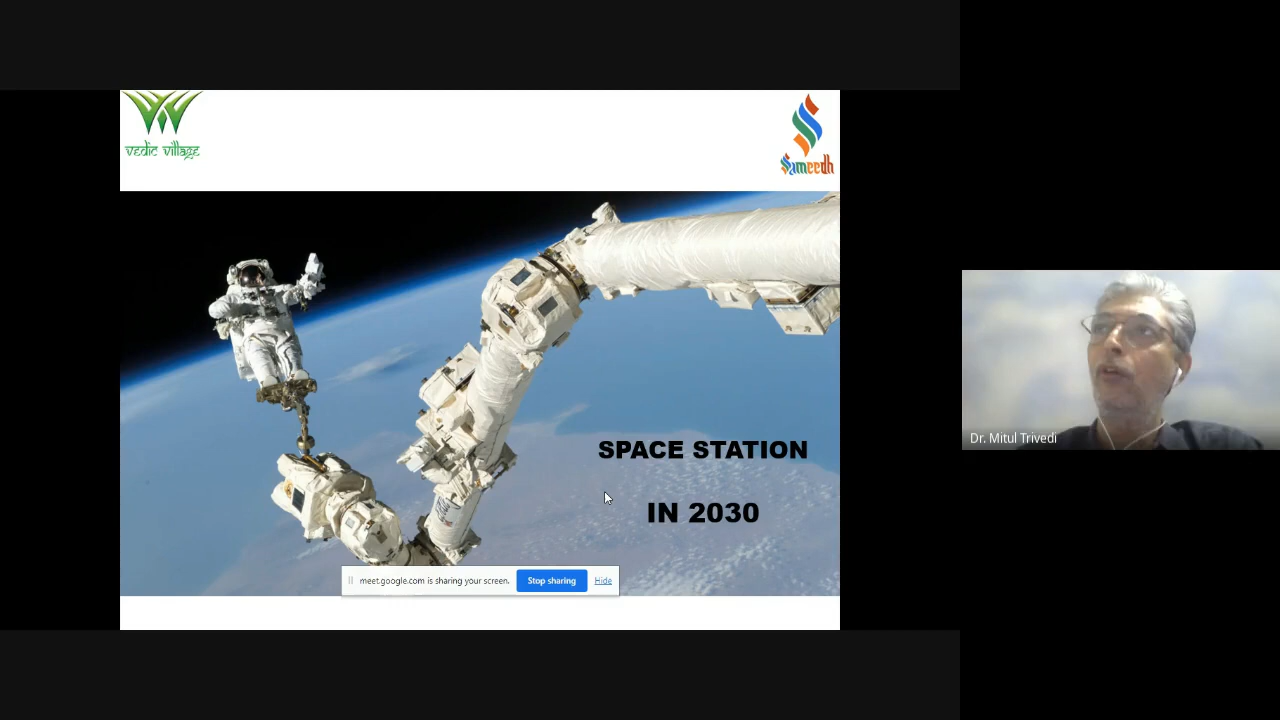 vedic village
Sameedh
SPACE STATION
IN 2030
meet.google.com is sharing your screen.
Stop sharing
Hide
Dr. Mitul Trivedi